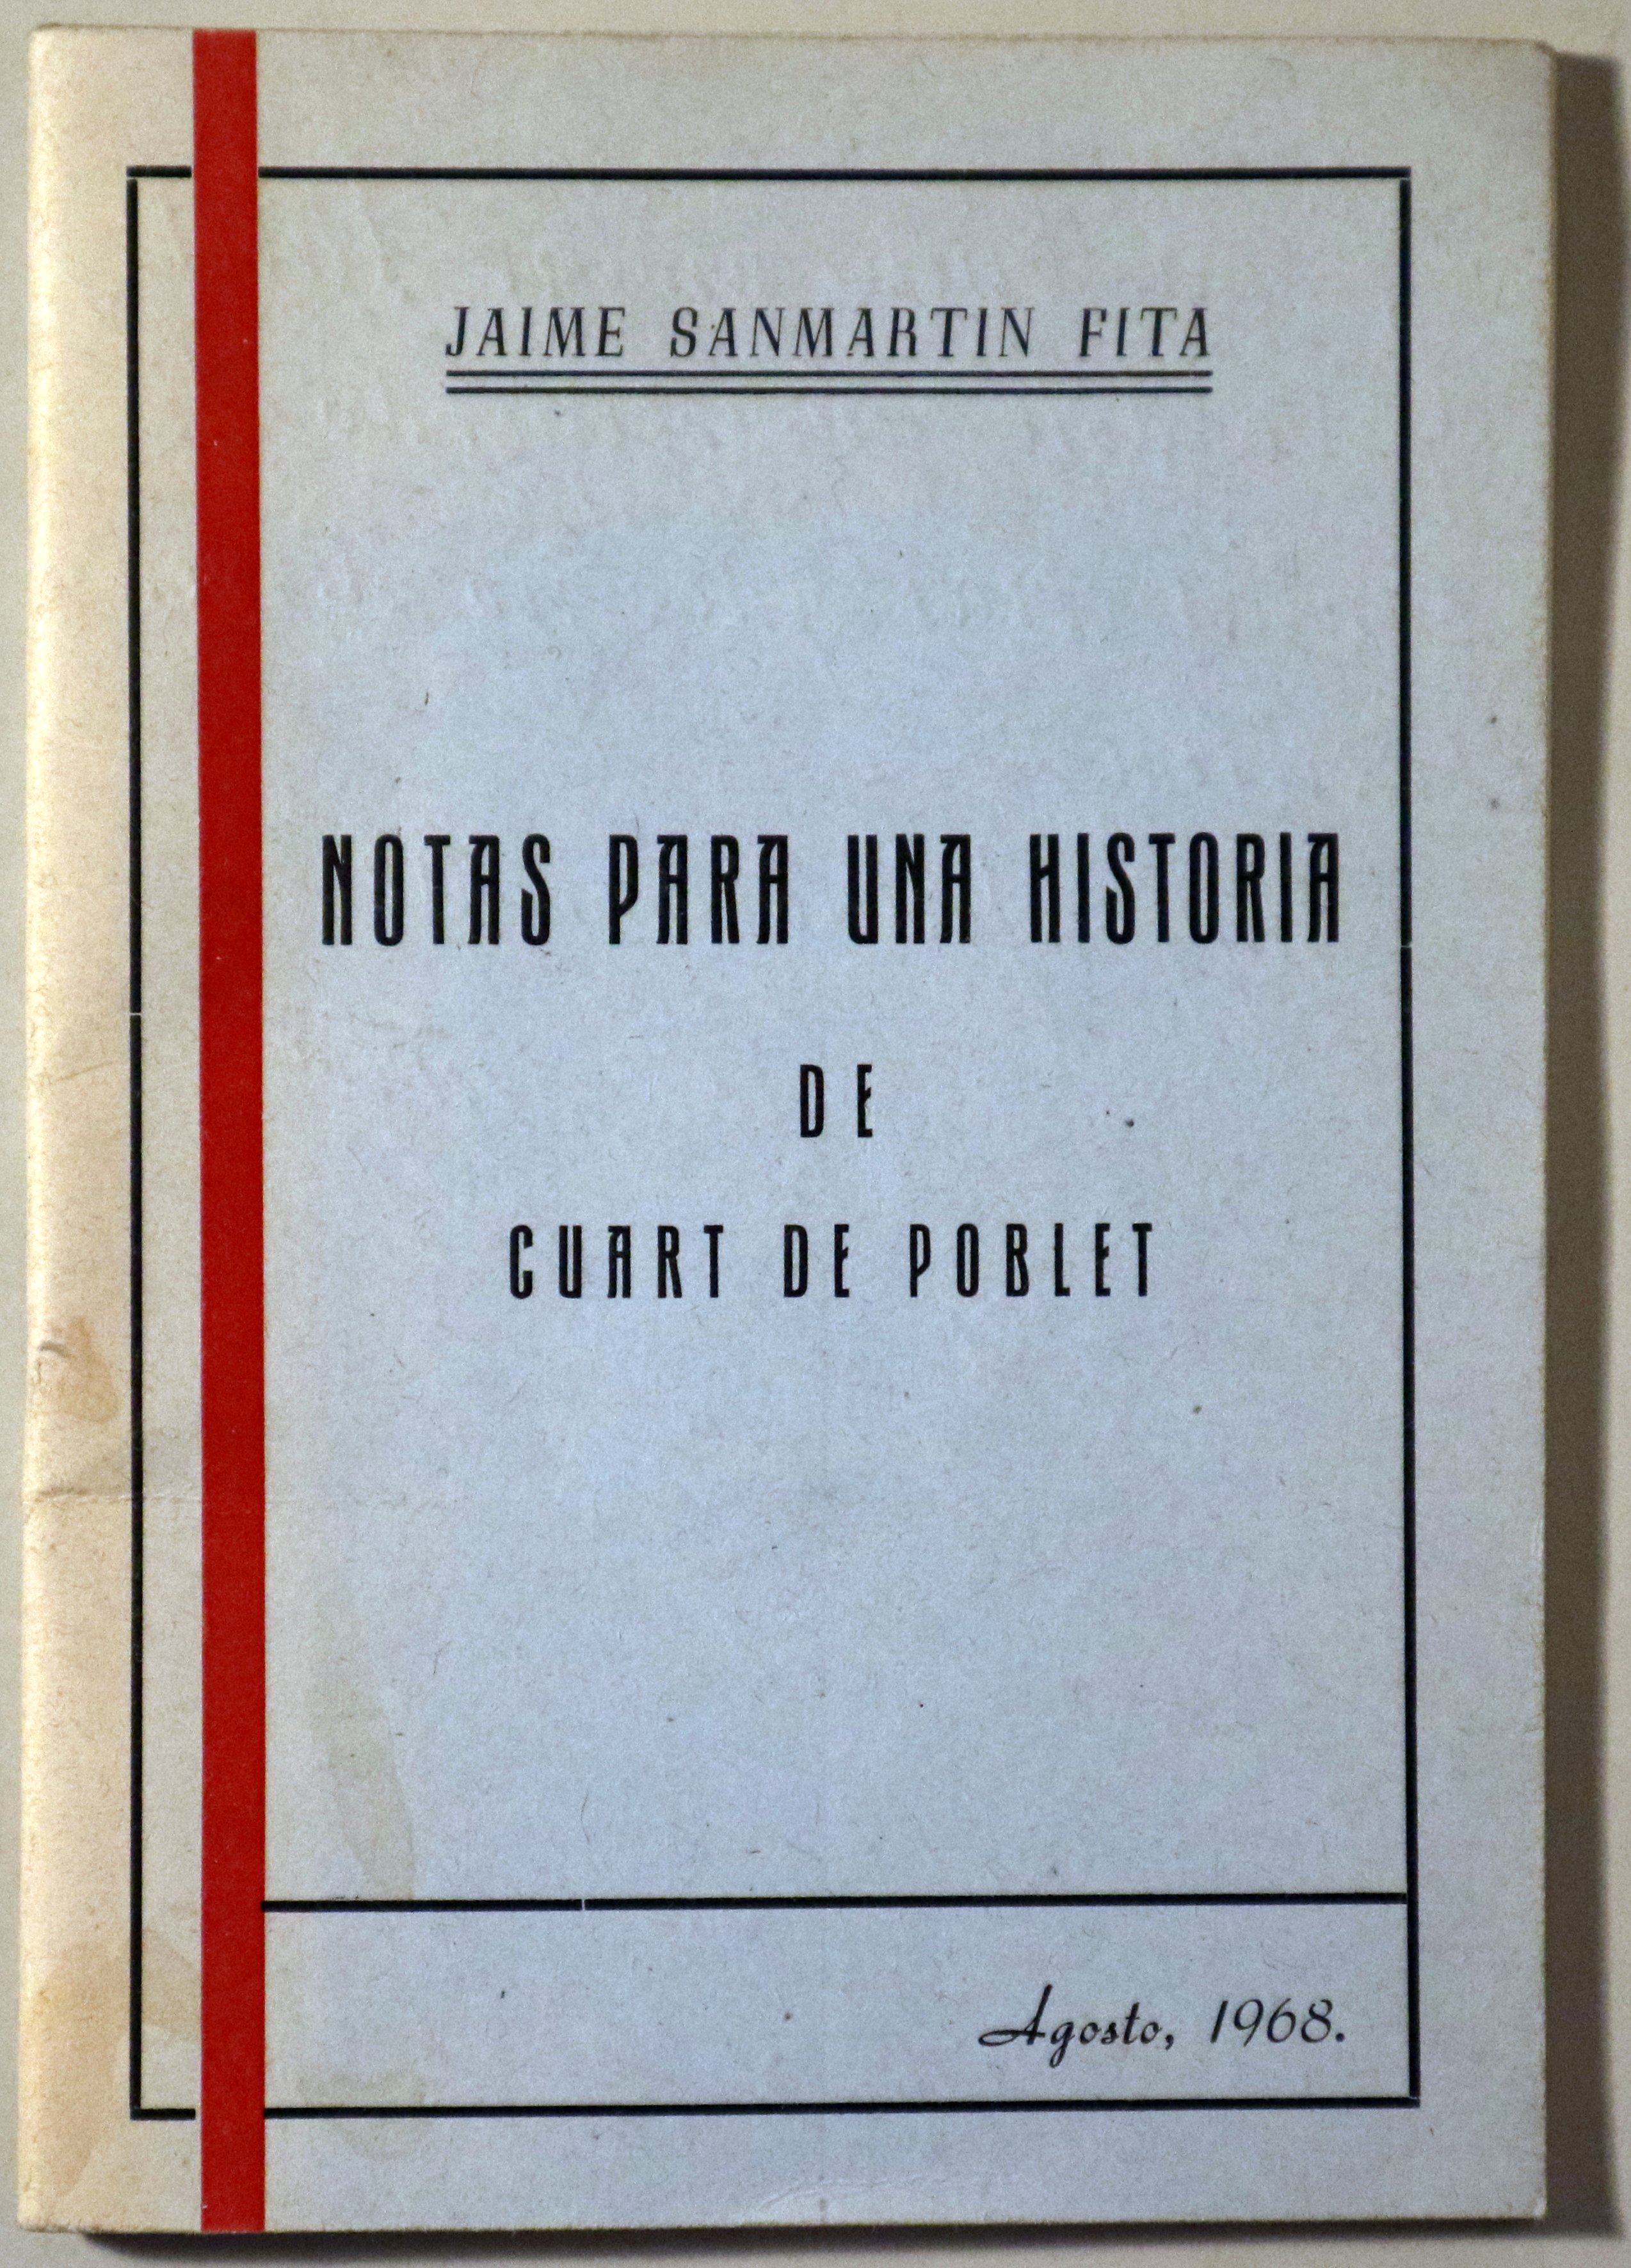 JAIME SANMARTIN FITA
NOTAS PARA UNA HISTORIA
DE
CUART DE POBLET
Agosto, 1968.